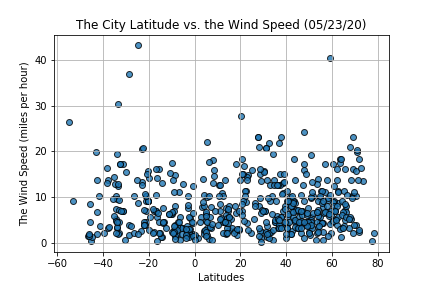 The City Latitude vs. the Wind Speed (05/23/20)
The Wind Speed (miles per hour)
40
30
20
10
0
−60 −40 −20 0 20 40 60 80
Latitudes